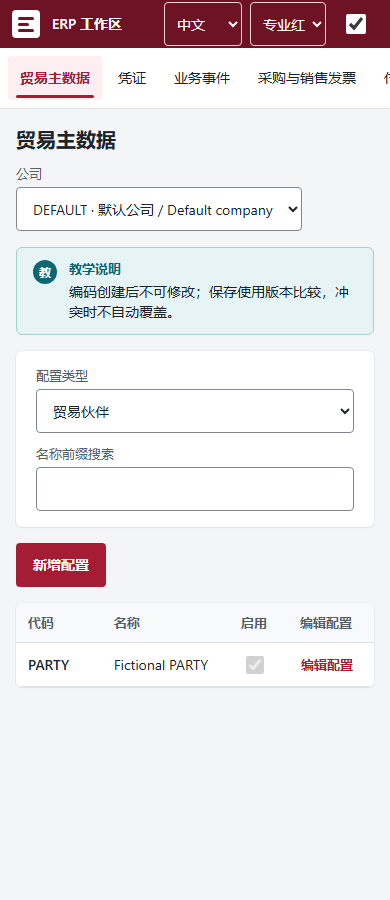 ERP 工作区
中文
专业红
贸易主数据
凭证
业务事件
采购与销售发票
贸易主数据
公司
DEFAULT · 默认公司 / Default company
教
教学说明
编码创建后不可修改；保存使用版本比较，冲
突时不自动覆盖。
配置类型
贸易伙伴
名称前缀搜索
新增配置
代码 名称 启用 编辑配置
PARTY Fictional PARTY 编辑配置